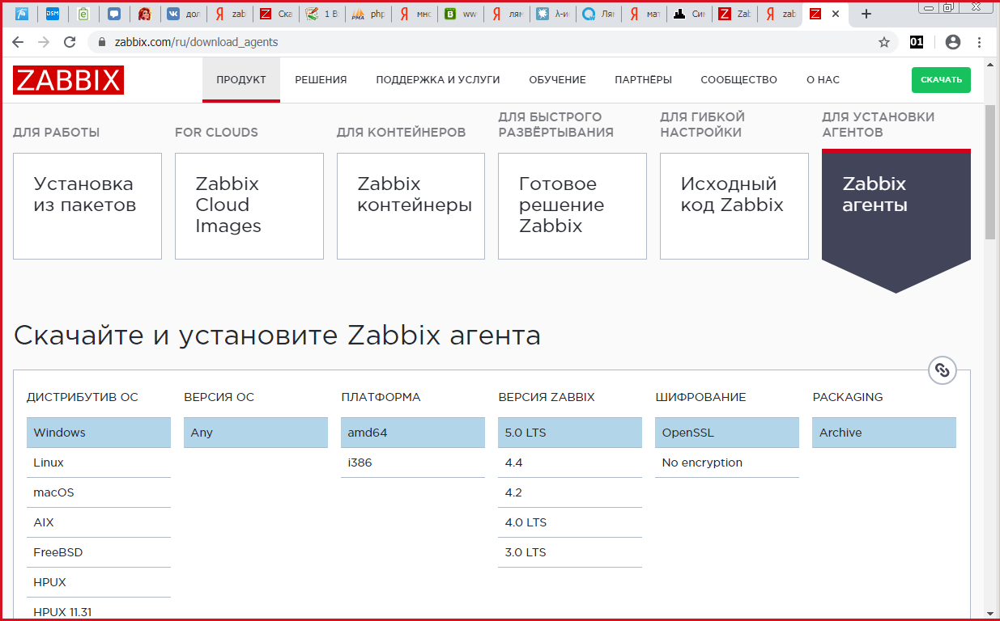 DSM
дол
zab
Ска
1 В
php
мно
ww
лям
λ-ис
Лям
мат
Сим
Zab
zab
zabbix.com/ru/download_agents
01
ZABBIX
ПРОДУКТ
РЕШЕНИЯ
ПОДДЕРЖКА И УСЛУГИ
ОБУЧЕНИЕ
ПАРТНЁРЫ
СООБЩЕСТВО
О НАС
СКАЧАТЬ
ДЛЯ РАБОТЫ
Установка
из пакетов
FOR CLOUDS
Zabbix
Cloud
Images
ДЛЯ КОНТЕЙНЕРОВ
Zabbix
контейнеры
ДЛЯ БЫСТРОГО
РАЗВЁРТЫВАНИЯ
Готовое
решение
Zabbix
ДЛЯ ГИБКОЙ
НАСТРОЙКИ
Исходный
код Zabbix
ДЛЯ УСТАНОВКИ
АГЕНТОВ
Zabbix
агенты
Скачайте и установите Zabbix агента
ДИСТРИБУТИВ ОС
Windows
Linux
macOS
AIX
FreeBSD
HPUX
HPUX 11.31
ВЕРСИЯ ОС
Any
ПЛАТФОРМА
amd64
i386
ВЕРСИЯ ZABBIX
5.0 LTS
4.4
4.2
4.0 LTS
3.0 LTS
ШИФРОВАНИЕ
OpenSSL
No encryption
PACKAGING
Archive